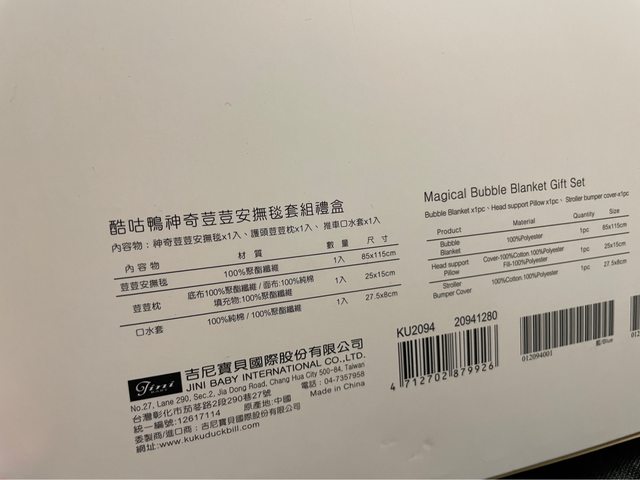 酷咕鴨神奇荳荳安撫毯套組禮盒
內容物：神奇荳荳安撫毯x1入、護頭荳荳枕x1入、推車口水套x1入
內容物 材質 數量 尺寸
荳荳安撫毯 100%聚酯纖維 1入 85x115cm
荳荳枕 底布100%聚酯纖維 / 面布:100%純棉 1入 25x15cm
填充物:100%聚酯纖維
口水套 100%純棉 / 100%聚酯纖維 1入 27.5x8cm
Jini
吉尼寶貝國際股份有限公司
JINI BABY INTERNATIONAL CO.,LTD.
No.27, Lane 290, Sec.2, Jia Dong Road, Chang Hua City 500-84, Taiwan
台灣彰化市茄苳路2段290巷27號 電話：04-7357958
統一編號:12617114 原產地:中國 Made in China
委製商/進口商：吉尼寶貝國際股份有限公司
網址:www.kukuduckbill.com
Magical Bubble Blanket Gift Set
Bubble Blanket x1pc、Head support Pillow x1pc、Stroller bumper cover-x1pc
Product Material Quantity Size
Bubble Blanket 100%Polyester 1pc 85x115cm
Head support Pillow Cover-100%Cotton.100%Polyester 1pc 25x15cm
Fill-100%Polyester
Stroller Bumper Cover 100%Cotton.100%Polyester 1pc 27.5x8cm
KU2094 20941280
4 712702 879926
012094001
藍/Blue